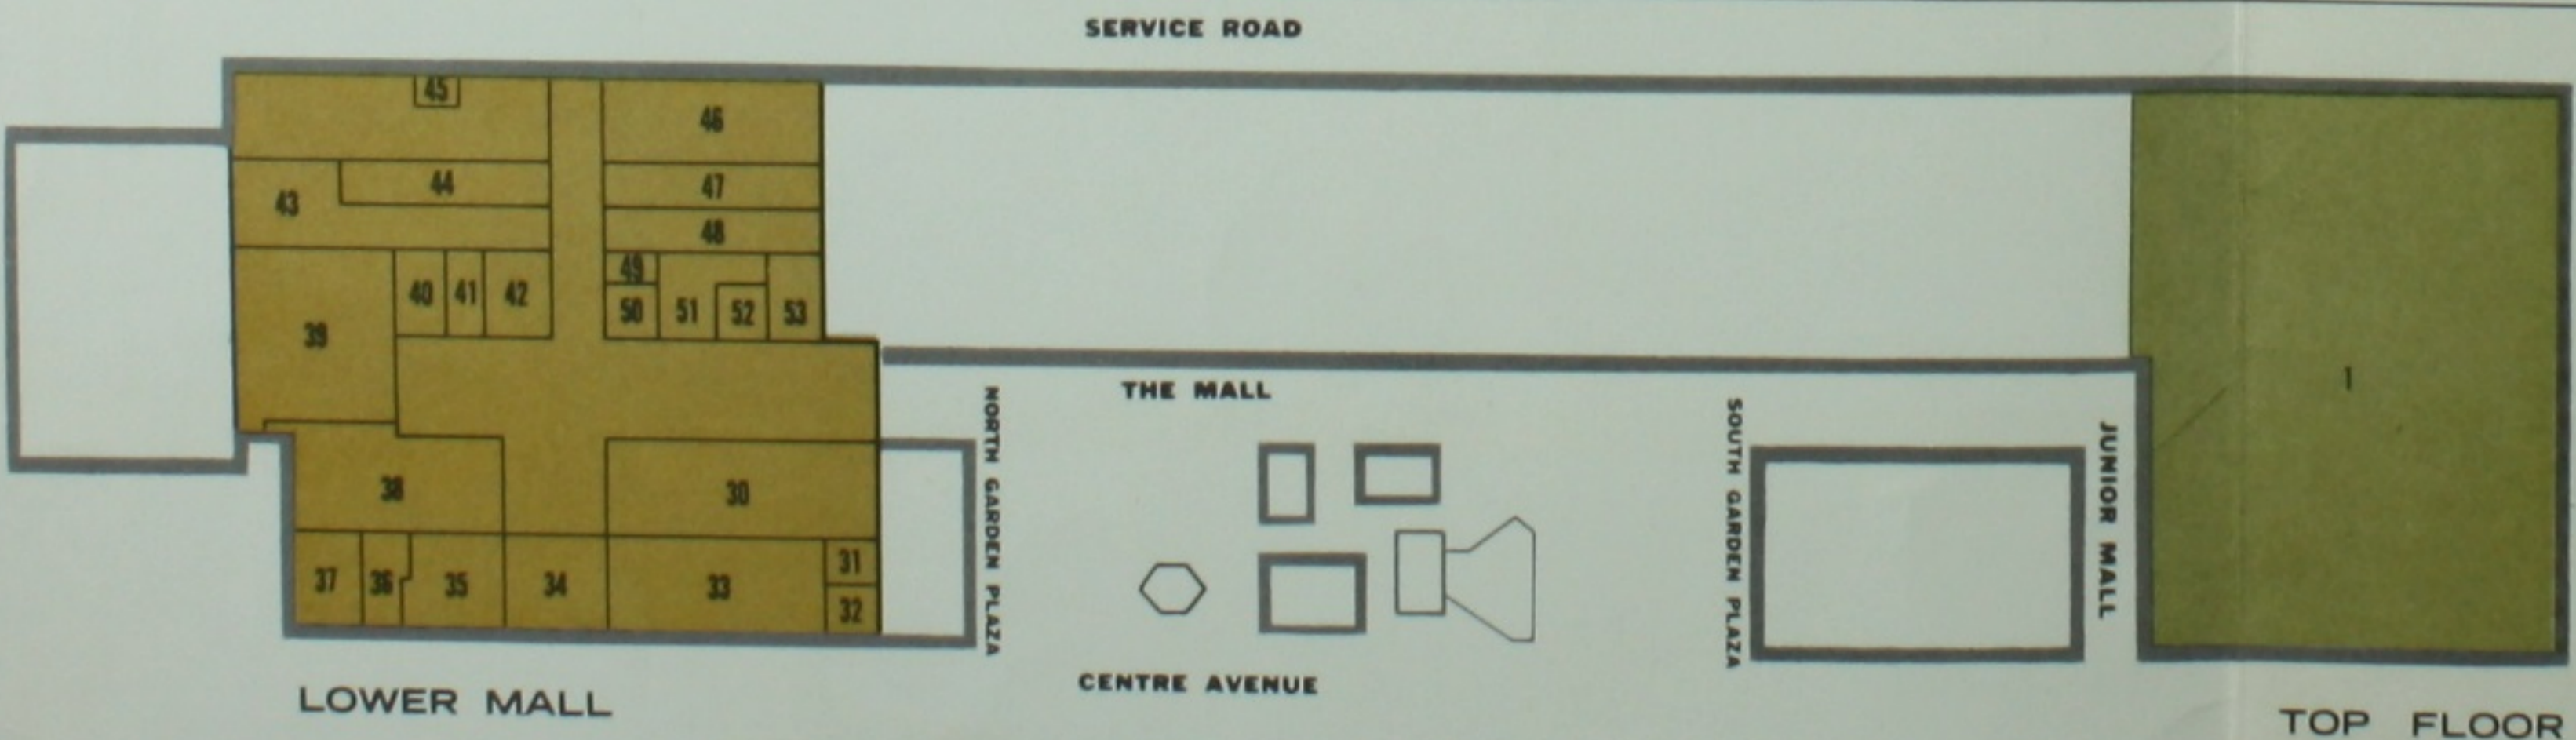 SERVICE ROAD
45
46
44
47
43
48
49
40 41 42
50 51 52 53
39
THE MALL
1
NORTH GARDEN PLAZA
SOUTH GARDEN PLAZA
JUNIOR MALL
38
30
31
37 36 35 34 33
32
CENTRE AVENUE
LOWER MALL
TOP FLOOR